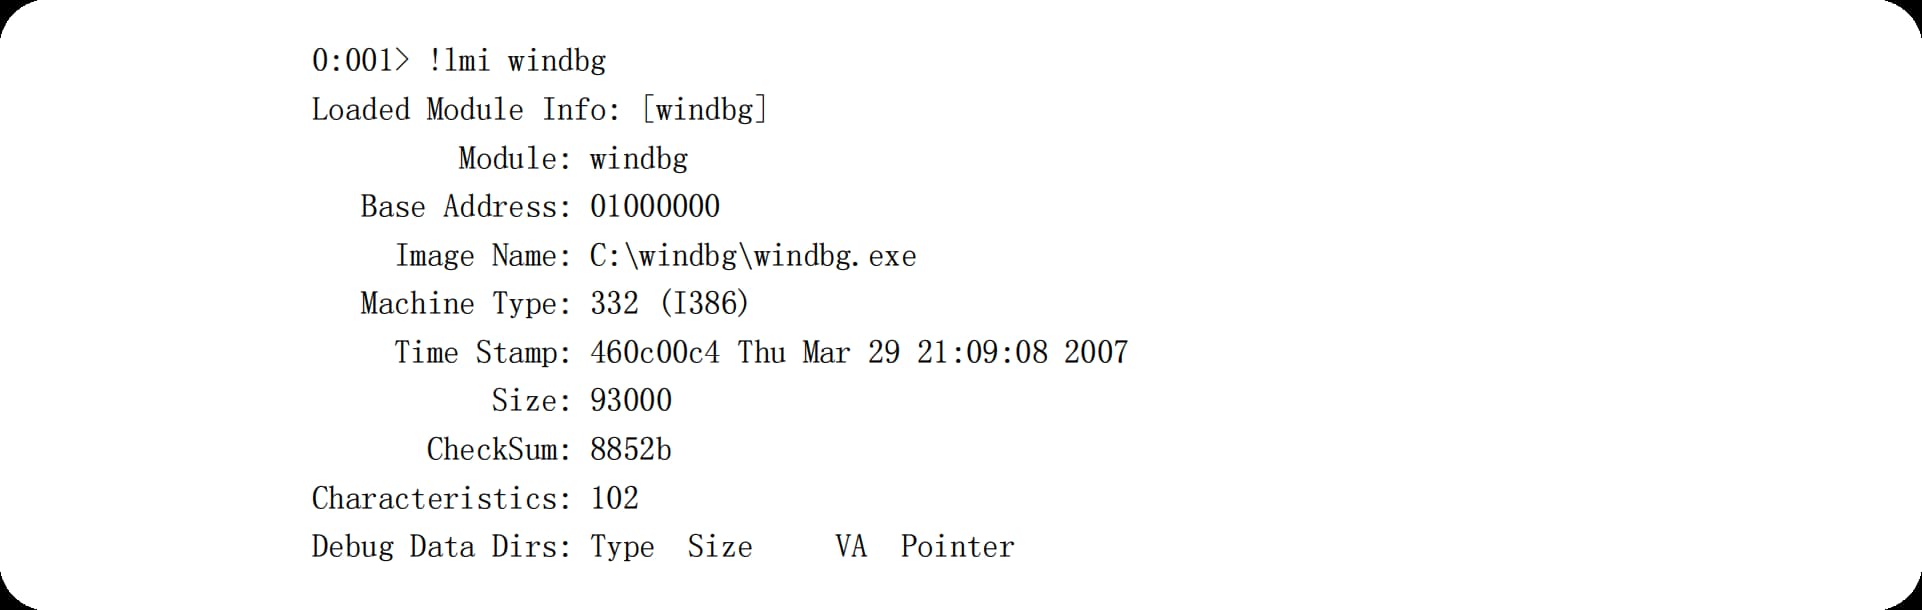 0:001> !lmi windbg
Loaded Module Info: [windbg]
Module: windbg
Base Address: 01000000
Image Name: C:\windbg\windbg.exe
Machine Type: 332 (I386)
Time Stamp: 460c00c4 Thu Mar 29 21:09:08 2007
Size: 93000
CheckSum: 8852b
Characteristics: 102
Debug Data Dirs: Type  Size     VA  Pointer